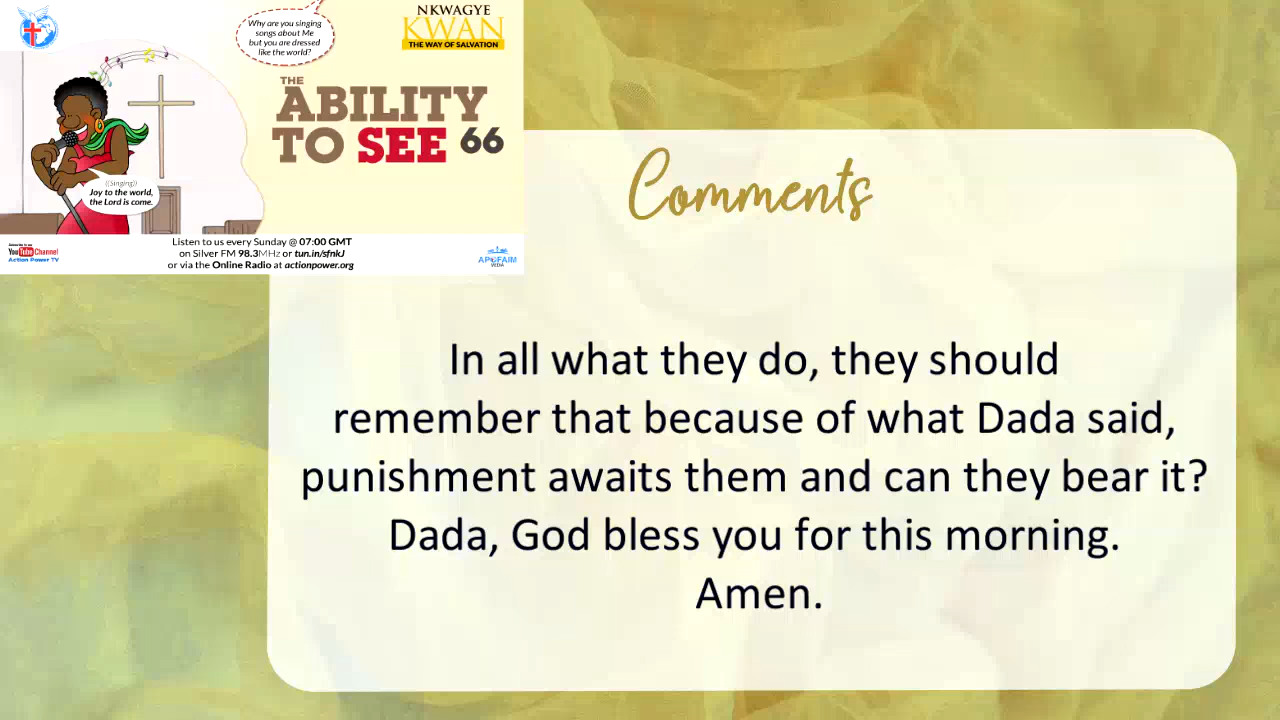 Why are you singing
songs about Me
but you are dressed
like the world?
NKWAGYE
KWAN
THE WAY OF SALVATION
THE
ABILITY
TO SEE 66
((Singing))
Joy to the world,
the Lord is come.
YouTube Channel
Action Power TV
Listen to us every Sunday @ 07:00 GMT
on Silver FM 98.3MHz or tun.in/sfnkJ
or via the Online Radio at actionpower.org
APOFAIM
WDA
Comments
In all what they do, they should
remember that because of what Dada said,
punishment awaits them and can they bear it?
Dada, God bless you for this morning.
Amen.